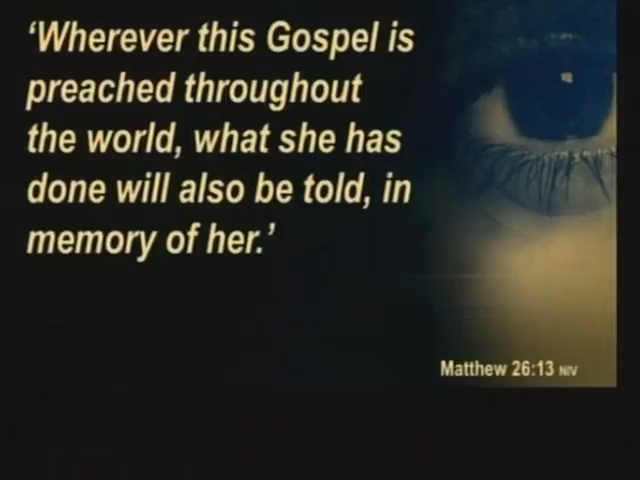 ‘Wherever this Gospel is
preached throughout
the world, what she has
done will also be told, in
memory of her.’
Matthew 26:13 NIV